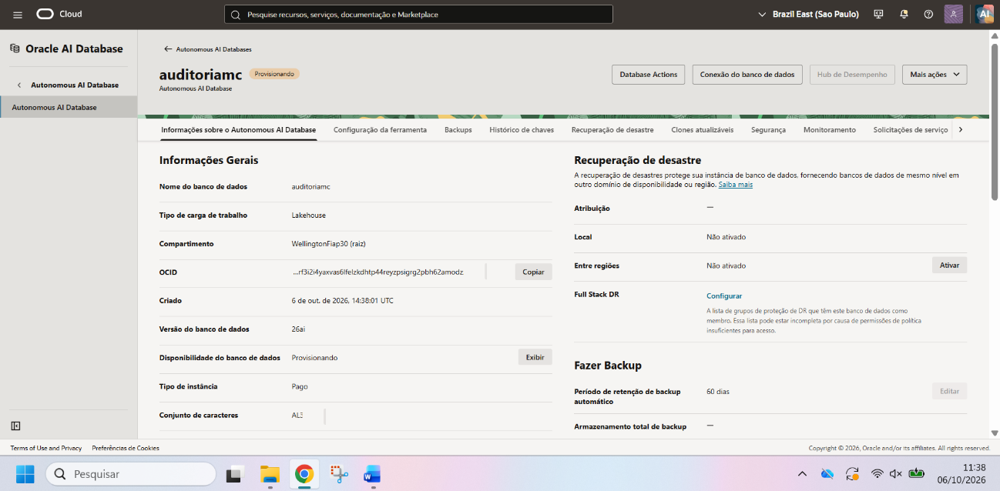 Cloud
Pesquise recursos, serviços, documentação e Marketplace
Brazil East (Sao Paulo)
AI
Oracle AI Database
Autonomous AI Database
Autonomous AI Database
Autonomous AI Databases
auditoriamc Provisionando
Autonomous AI Database
Database Actions
Conexão do banco de dados
Hub de Desempenho
Mais ações
Informações sobre o Autonomous AI Database
Configuração da ferramenta
Backups
Histórico de chaves
Recuperação de desastre
Clones atualizáveis
Segurança
Monitoramento
Solicitações de serviço
Informações Gerais
Nome do banco de dados auditoriamc
Tipo de carga de trabalho Lakehouse
Compartimento WellingtonFiap30 (raiz)
OCID ...rf3i2i4yaxvas6lfelzkdhtp44reyzpsigrg2pbh62amodz Copiar
Criado 6 de out. de 2026, 14:38:01 UTC
Versão do banco de dados 26ai
Disponibilidade do banco de dados Provisionando Exibir
Tipo de instância Pago
Conjunto de caracteres
Recuperação de desastre
A recuperação de desastres protege sua instância de banco de dados, fornecendo bancos de dados de mesmo nível em
outro domínio de disponibilidade ou região. Saiba mais
Atribuição —
Local Não ativado
Entre regiões Não ativado Ativar
Full Stack DR Configurar
A lista de grupos de proteção de DR que têm este banco de dados como
membro. Essa lista pode estar incompleta por causa de permissões de política
insuficientes para acesso.
Fazer Backup
Período de retenção de backup
automático 60 dias Editar
Armazenamento total de backup —
Terms of Use and Privacy Preferências de Cookies
Copyright © 2026, Oracle and/or its affiliates. All rights reserved.
Pesquisar
11:38
06/10/2026